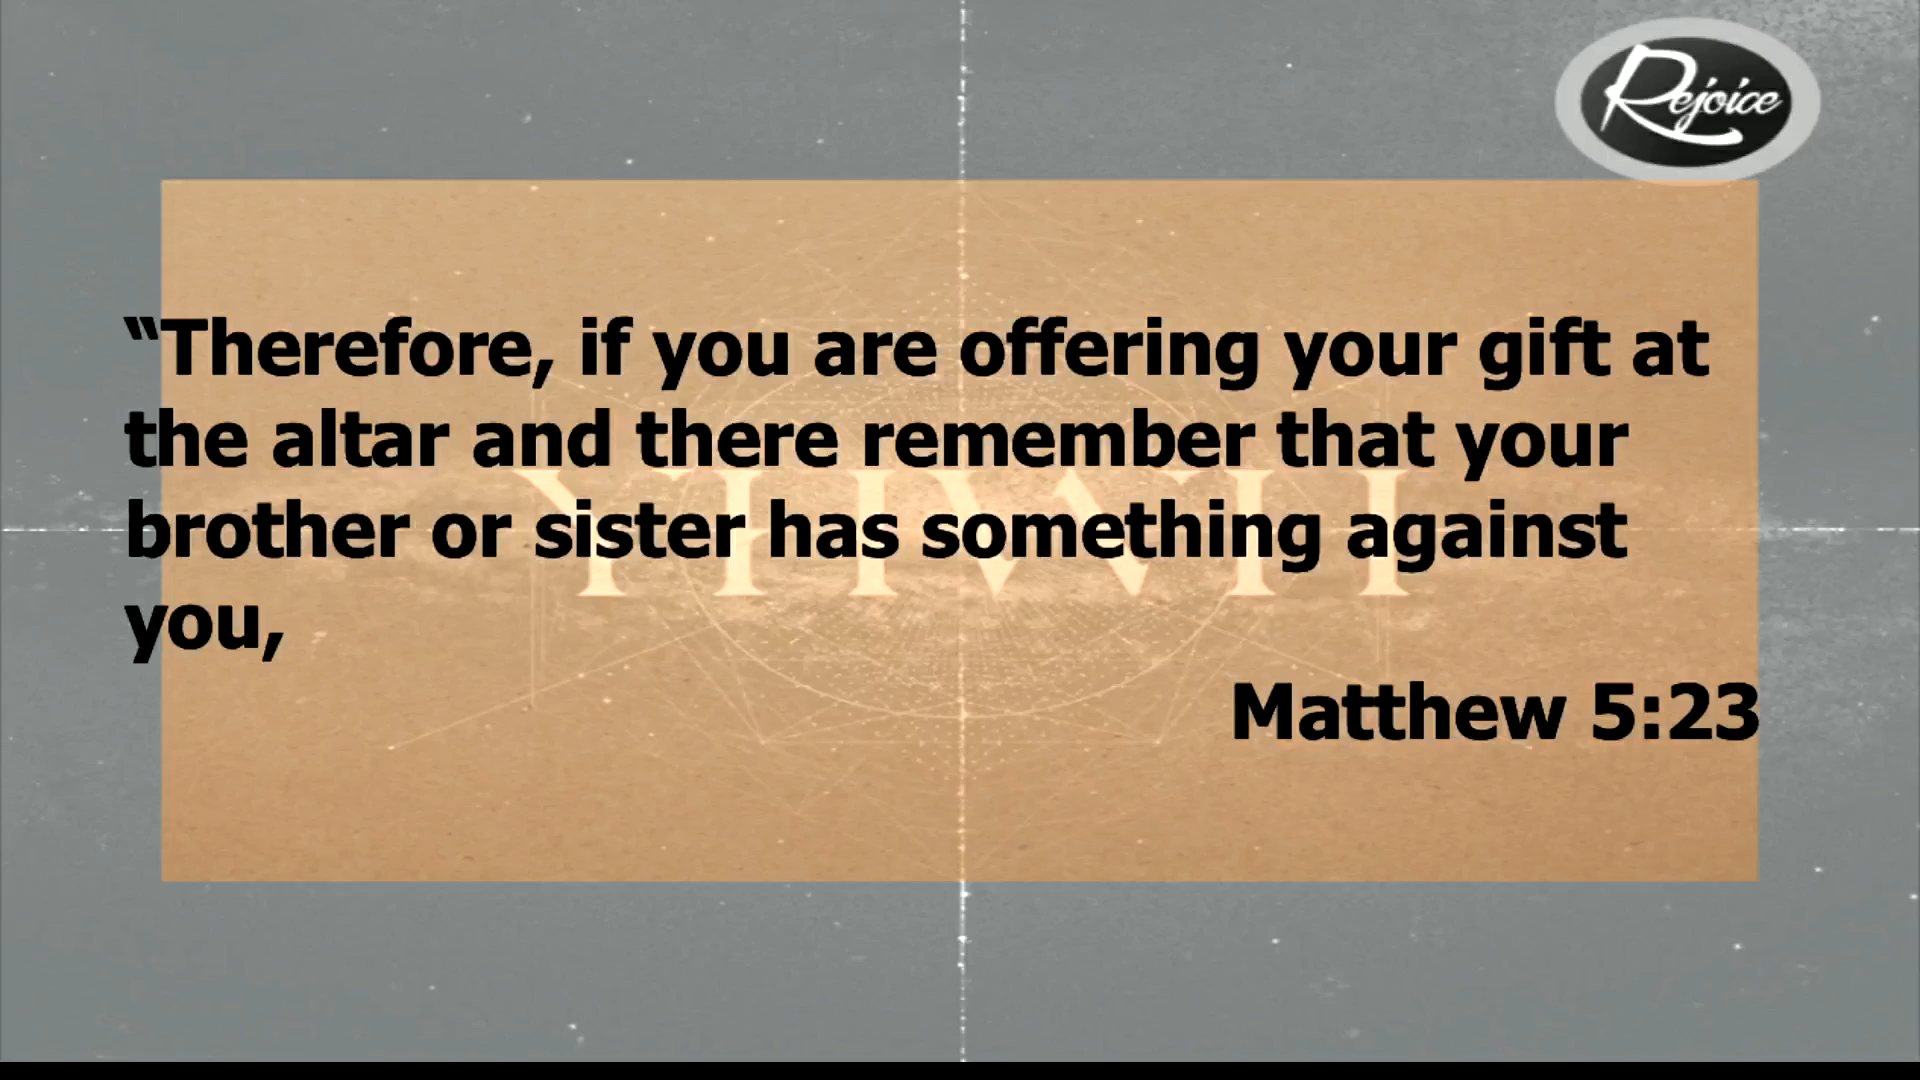 Rejoice
“Therefore, if you are offering your gift at
the altar and there remember that your
brother or sister has something against
you,
YHWH
Matthew 5:23